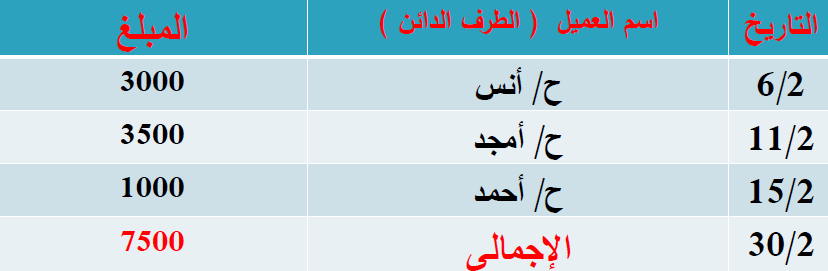 التاريخ اسم العميل ( الطرف الدائن ) المبلغ
6/2 ح/ أنس 3000
11/2 ح/ أمجد 3500
15/2 ح/ أحمد 1000
30/2 الإجمالى 7500